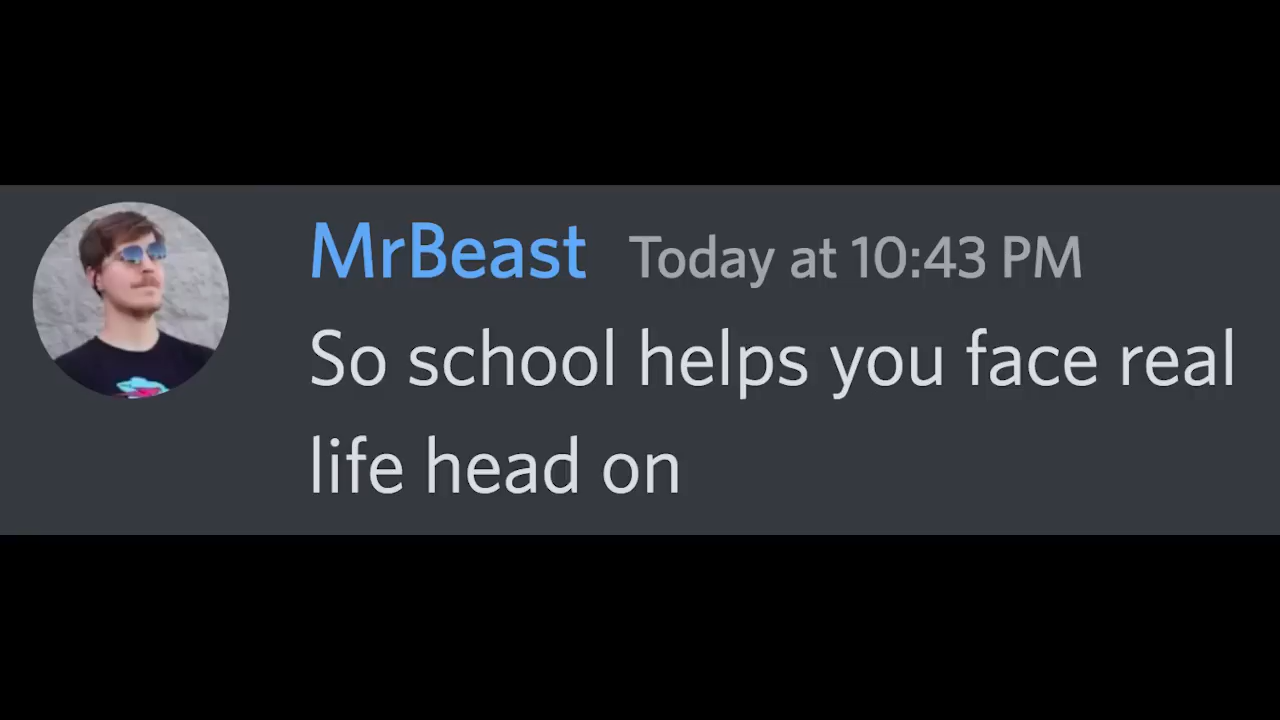 MrBeast Today at 10:43 PM
So school helps you face real
life head on